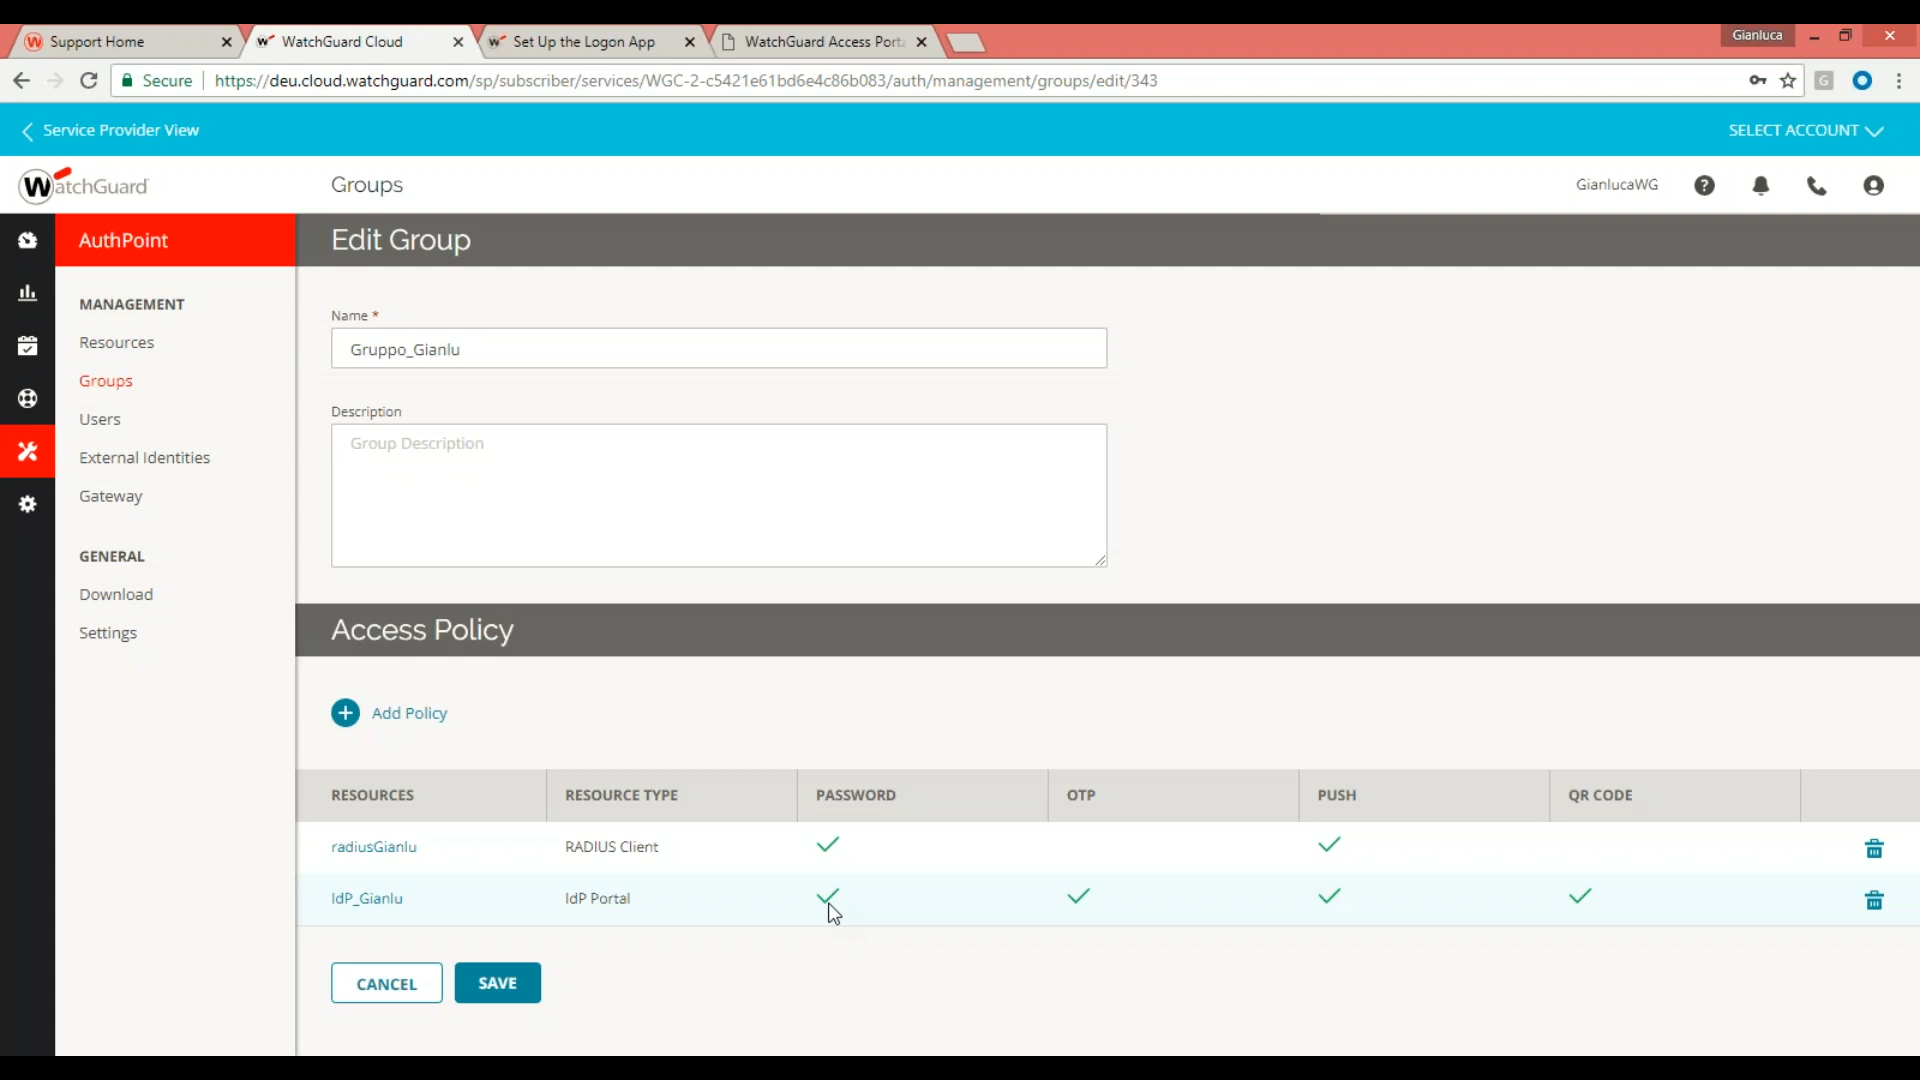 Support Home
WatchGuard Cloud
Set Up the Logon App
WatchGuard Access Port
Gianluca
Secure
https://deu.cloud.watchguard.com/sp/subscriber/services/WGC-2-c5421e61bd6e4c86b083/auth/management/groups/edit/343
Service Provider View
SELECT ACCOUNT
WatchGuard
Groups
GianlucaWG
AuthPoint
Edit Group
MANAGEMENT
Resources
Groups
Users
External Identities
Gateway
GENERAL
Download
Settings
Name *
Gruppo_Gianlu
Description
Group Description
Access Policy
Add Policy
RESOURCES RESOURCE TYPE PASSWORD OTP PUSH QR CODE
radiusGianlu RADIUS Client
IdP_Gianlu IdP Portal
CANCEL SAVE